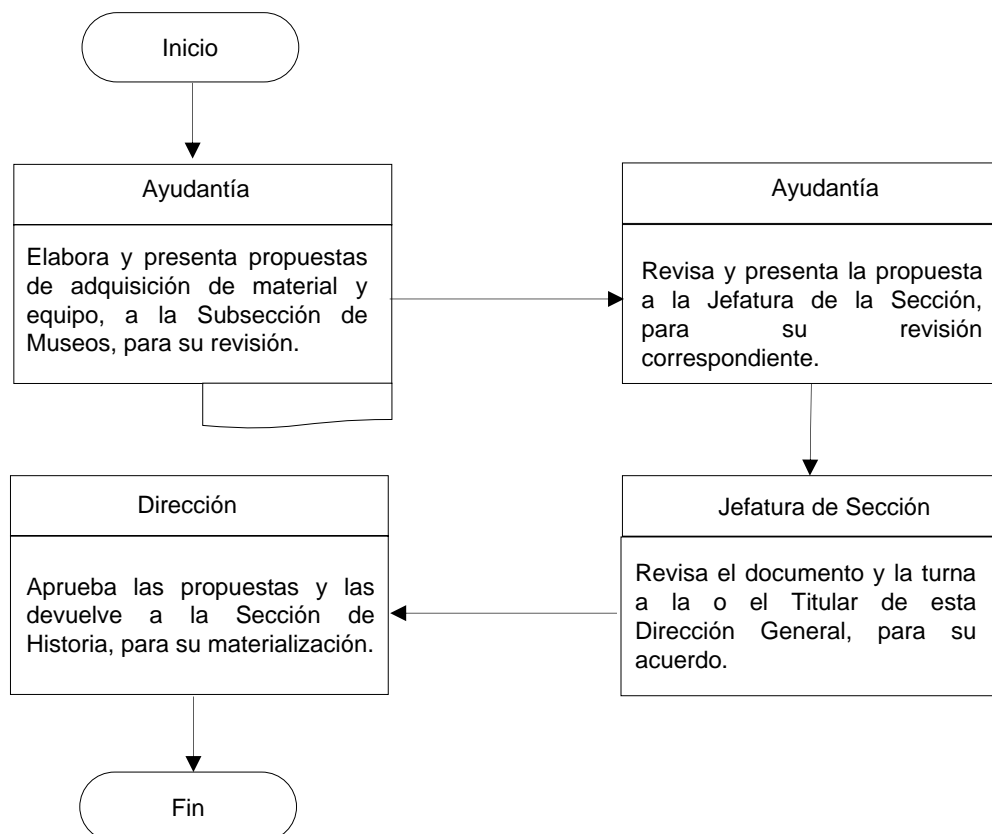 Inicio
Ayudantía
Elabora y presenta propuestas
de adquisición de material y
equipo, a la Subsección de
Museos, para su revisión.
Ayudantía
Revisa y presenta la propuesta
a la Jefatura de la Sección,
para su revisión
correspondiente.
Jefatura de Sección
Revisa el documento y la turna
a la o el Titular de esta
Dirección General, para su
acuerdo.
Dirección
Aprueba las propuestas y las
devuelve a la Sección de
Historia, para su materialización.
Fin